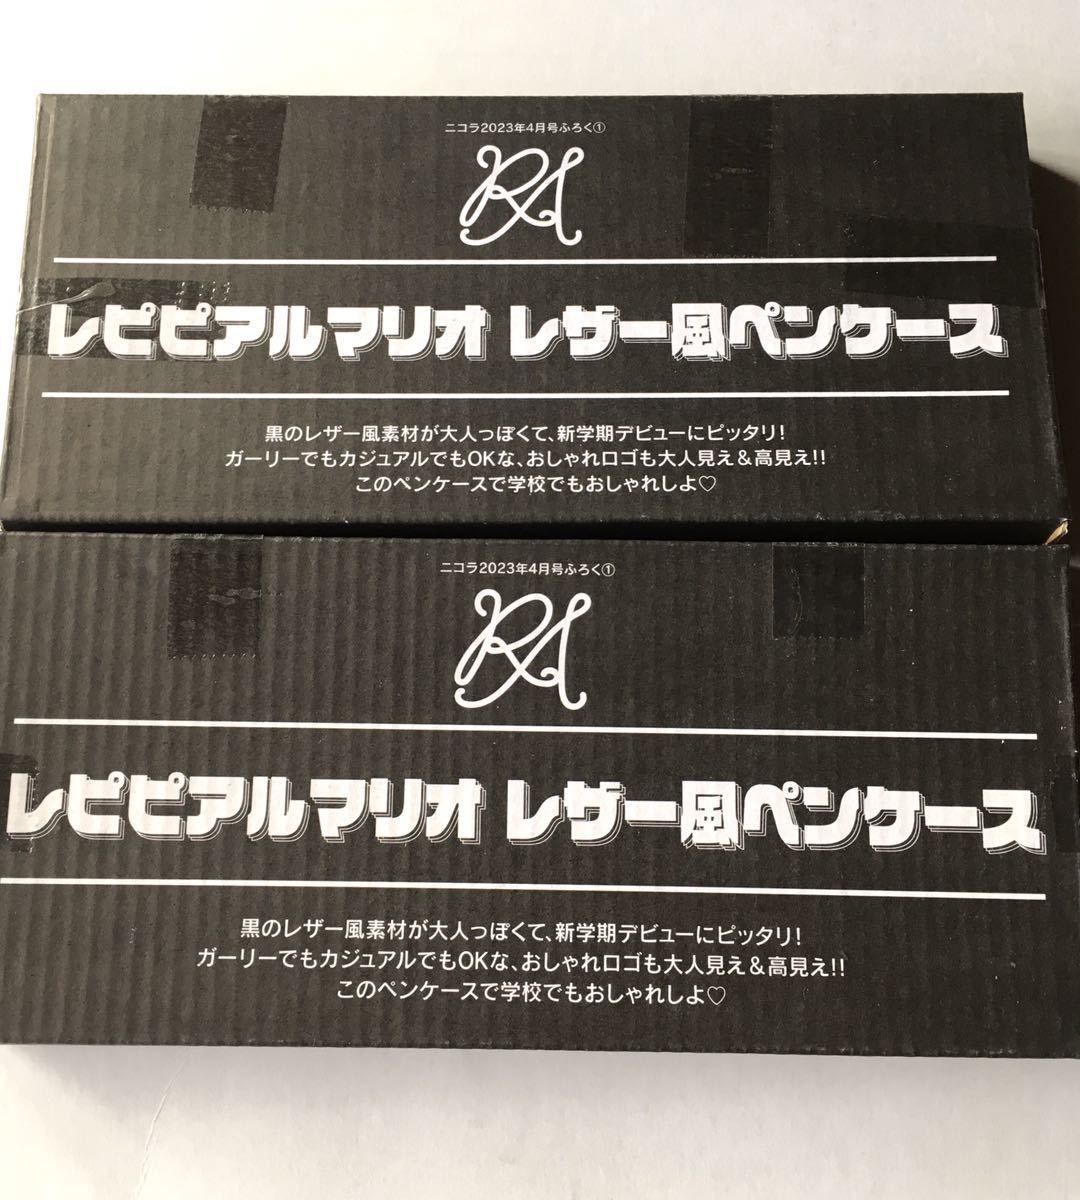 ニコラ2023年4月号ふろく①
RA
レピピアルマリオ レザー風ペンケース
黒のレザー風素材が大人っぽくて、新学期デビューにピッタリ!
ガーリーでもカジュアルでもOKな、おしゃれロゴも大人見え&高見え!!
このペンケースで学校でもおしゃれしよ♡
ニコラ2023年4月号ふろく①
RA
レピピアルマリオ レザー風ペンケース
黒のレザー風素材が大人っぽくて、新学期デビューにピッタリ!
ガーリーでもカジュアルでもOKな、おしゃれロゴも大人見え&高見え!!
このペンケースで学校でもおしゃれしよ♡